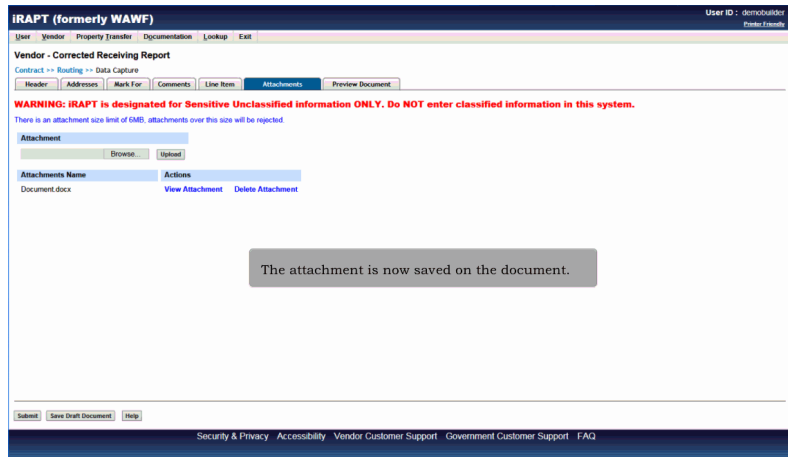 iRAPT (formerly WAWF)
User ID : demobuilder
Printer Friendly
User Vendor Property Transfer Documentation Lookup Exit
Vendor - Corrected Receiving Report
Contract >> Routing >> Data Capture
Header Addresses Mark For Comments Line Item Attachments Preview Document
WARNING: iRAPT is designated for Sensitive Unclassified information ONLY. Do NOT enter classified information in this system.
There is an attachment size limit of 6MB, attachments over this size will be rejected.
Attachment
Browse... Upload
Attachments Name Actions
Document.docx View Attachment Delete Attachment
The attachment is now saved on the document.
Submit Save Draft Document Help
Security & Privacy Accessibility Vendor Customer Support Government Customer Support FAQ